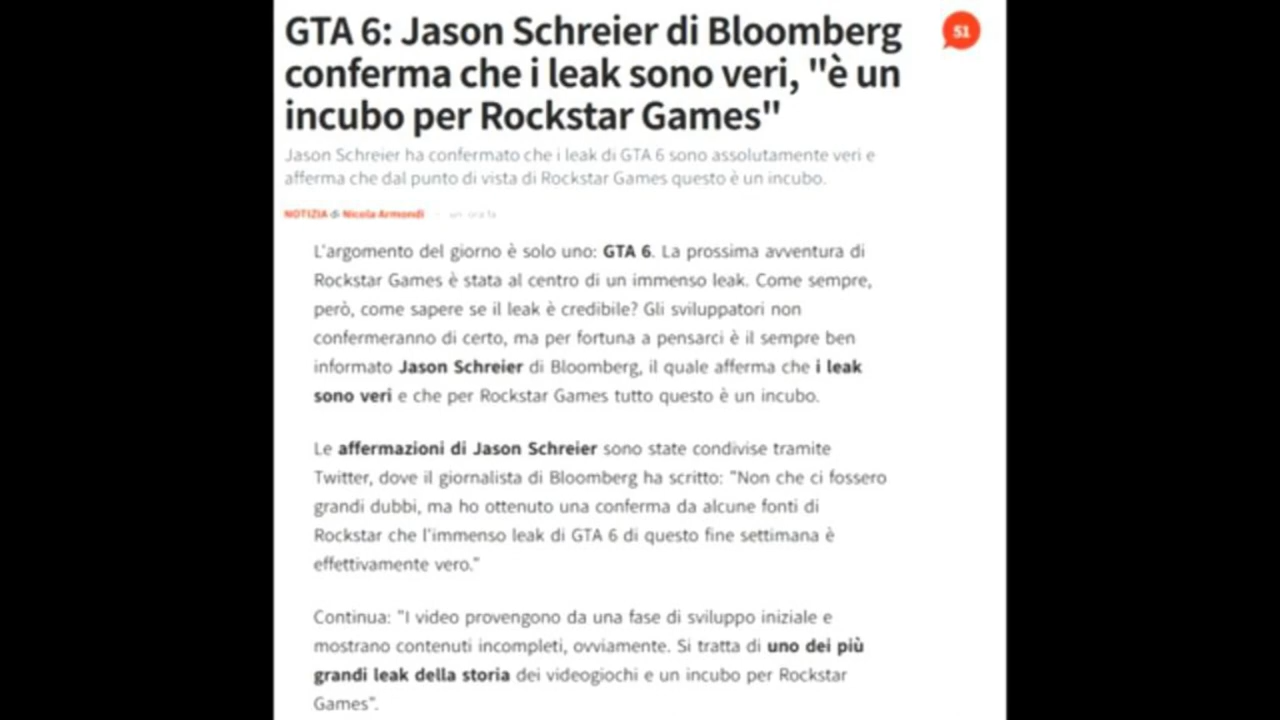 GTA 6: Jason Schreier di Bloomberg
conferma che i leak sono veri, "è un
incubo per Rockstar Games"
51
Jason Schreier ha confermato che i leak di GTA 6 sono assolutamente veri e
afferma che dal punto di vista di Rockstar Games questo è un incubo.
NOTIZIA di Nicola Armondi
L'argomento del giorno è solo uno: GTA 6. La prossima avventura di
Rockstar Games è stata al centro di un immenso leak. Come sempre,
però, come sapere se il leak è credibile? Gli sviluppatori non
confermeranno di certo, ma per fortuna a pensarci è il sempre ben
informato Jason Schreier di Bloomberg, il quale afferma che i leak
sono veri e che per Rockstar Games tutto questo è un incubo.
Le affermazioni di Jason Schreier sono state condivise tramite
Twitter, dove il giornalista di Bloomberg ha scritto: "Non che ci fossero
grandi dubbi, ma ho ottenuto una conferma da alcune fonti di
Rockstar che l'immenso leak di GTA 6 di questo fine settimana è
effettivamente vero."
Continua: "I video provengono da una fase di sviluppo iniziale e
mostrano contenuti incompleti, ovviamente. Si tratta di uno dei più
grandi leak della storia dei videogiochi e un incubo per Rockstar
Games".